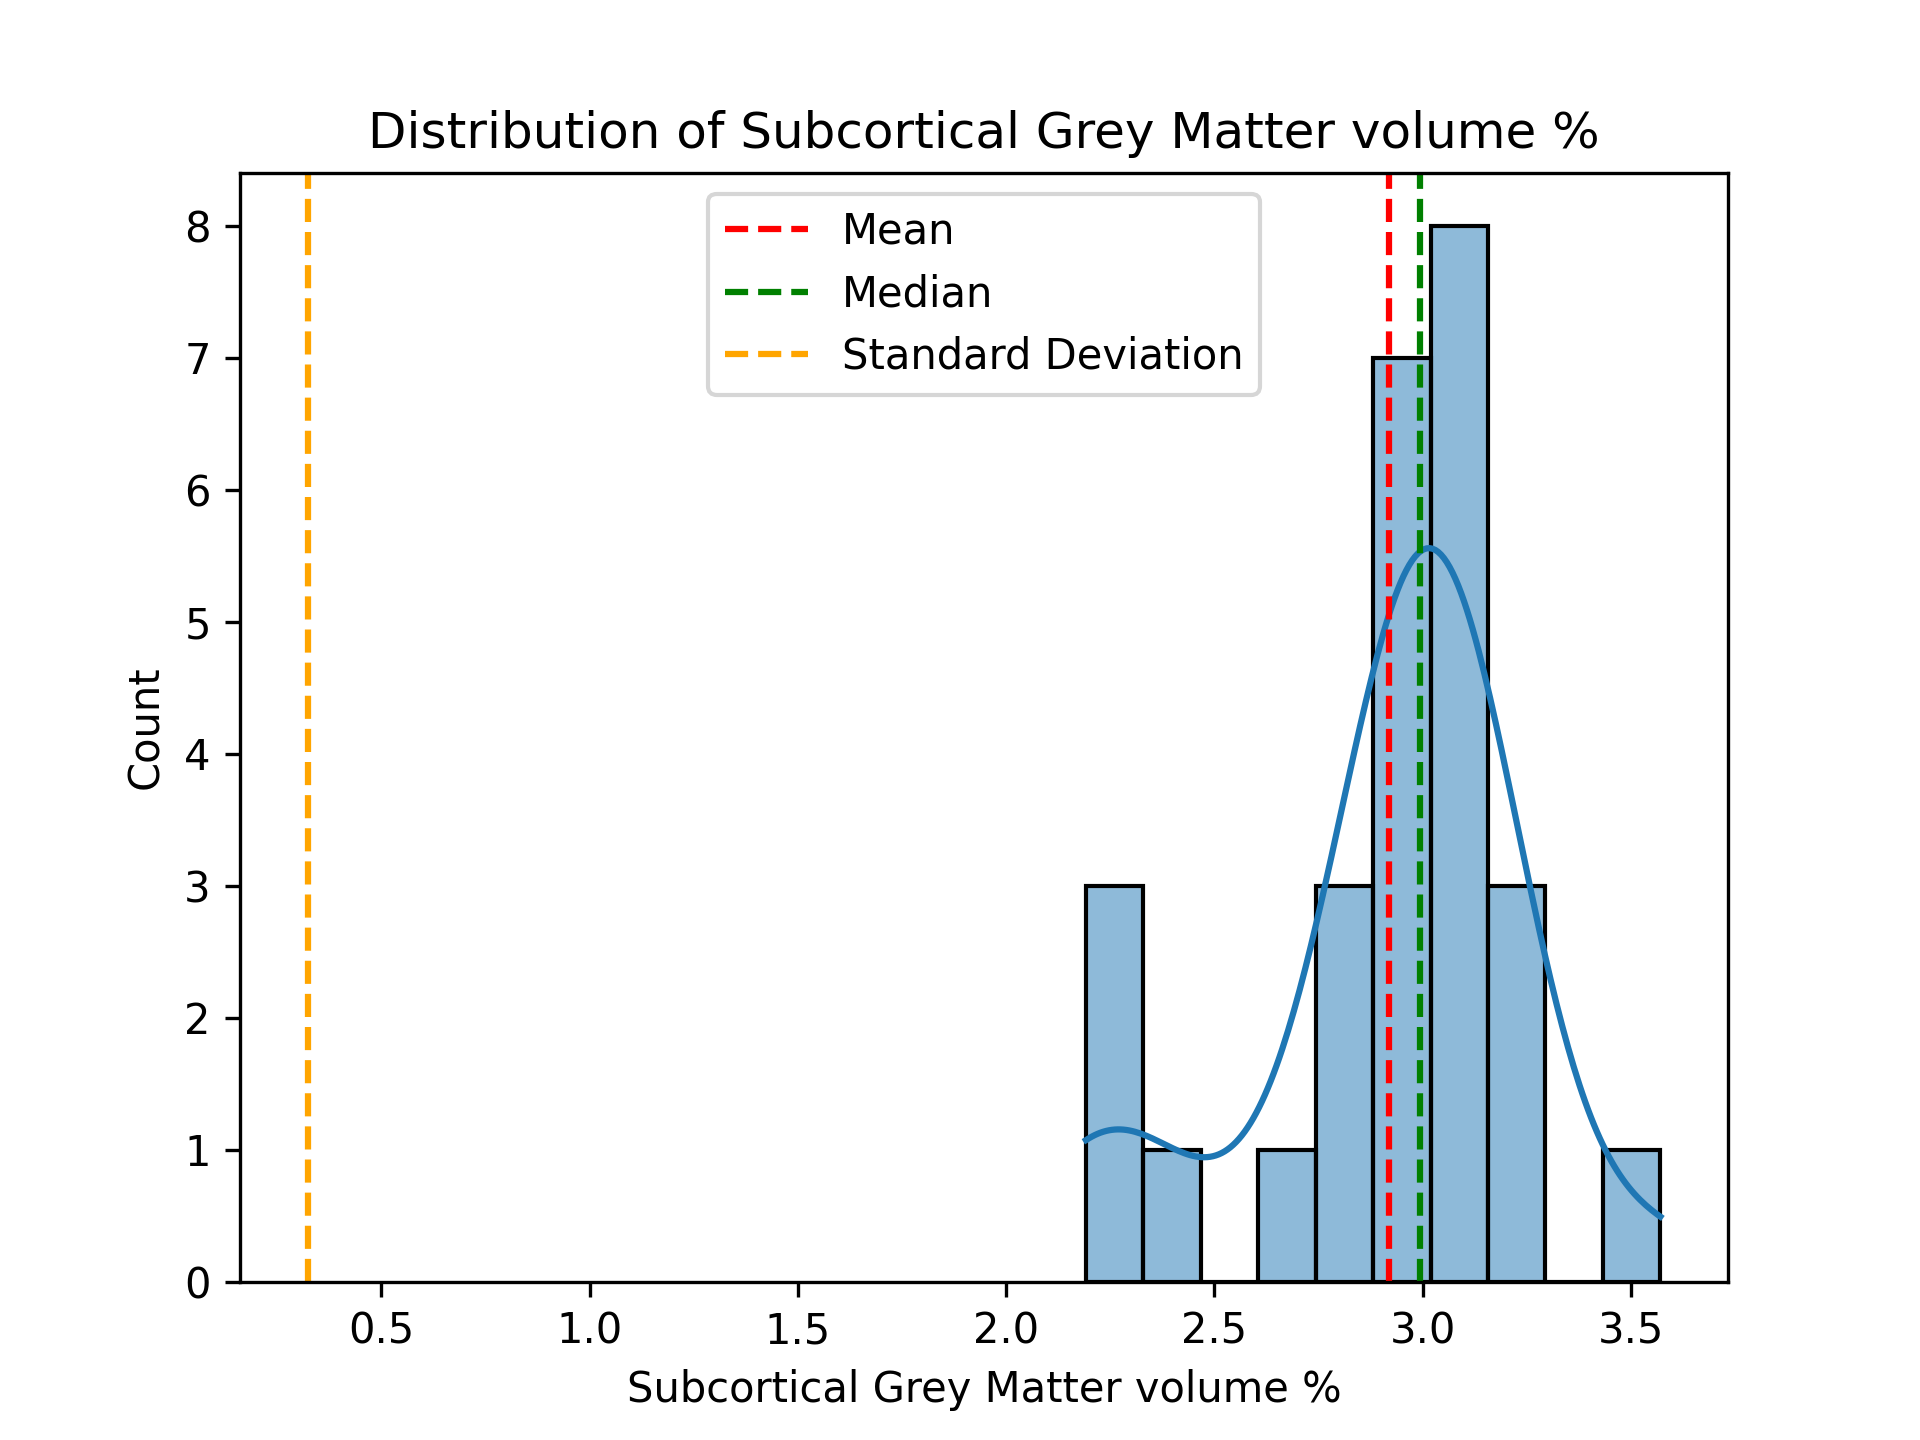 Distribution of Subcortical Grey Matter volume %
Mean
Median
Standard Deviation
8
7
6
5
4
3
2
1
0
Count
0.5 1.0 1.5 2.0 2.5 3.0 3.5
Subcortical Grey Matter volume %